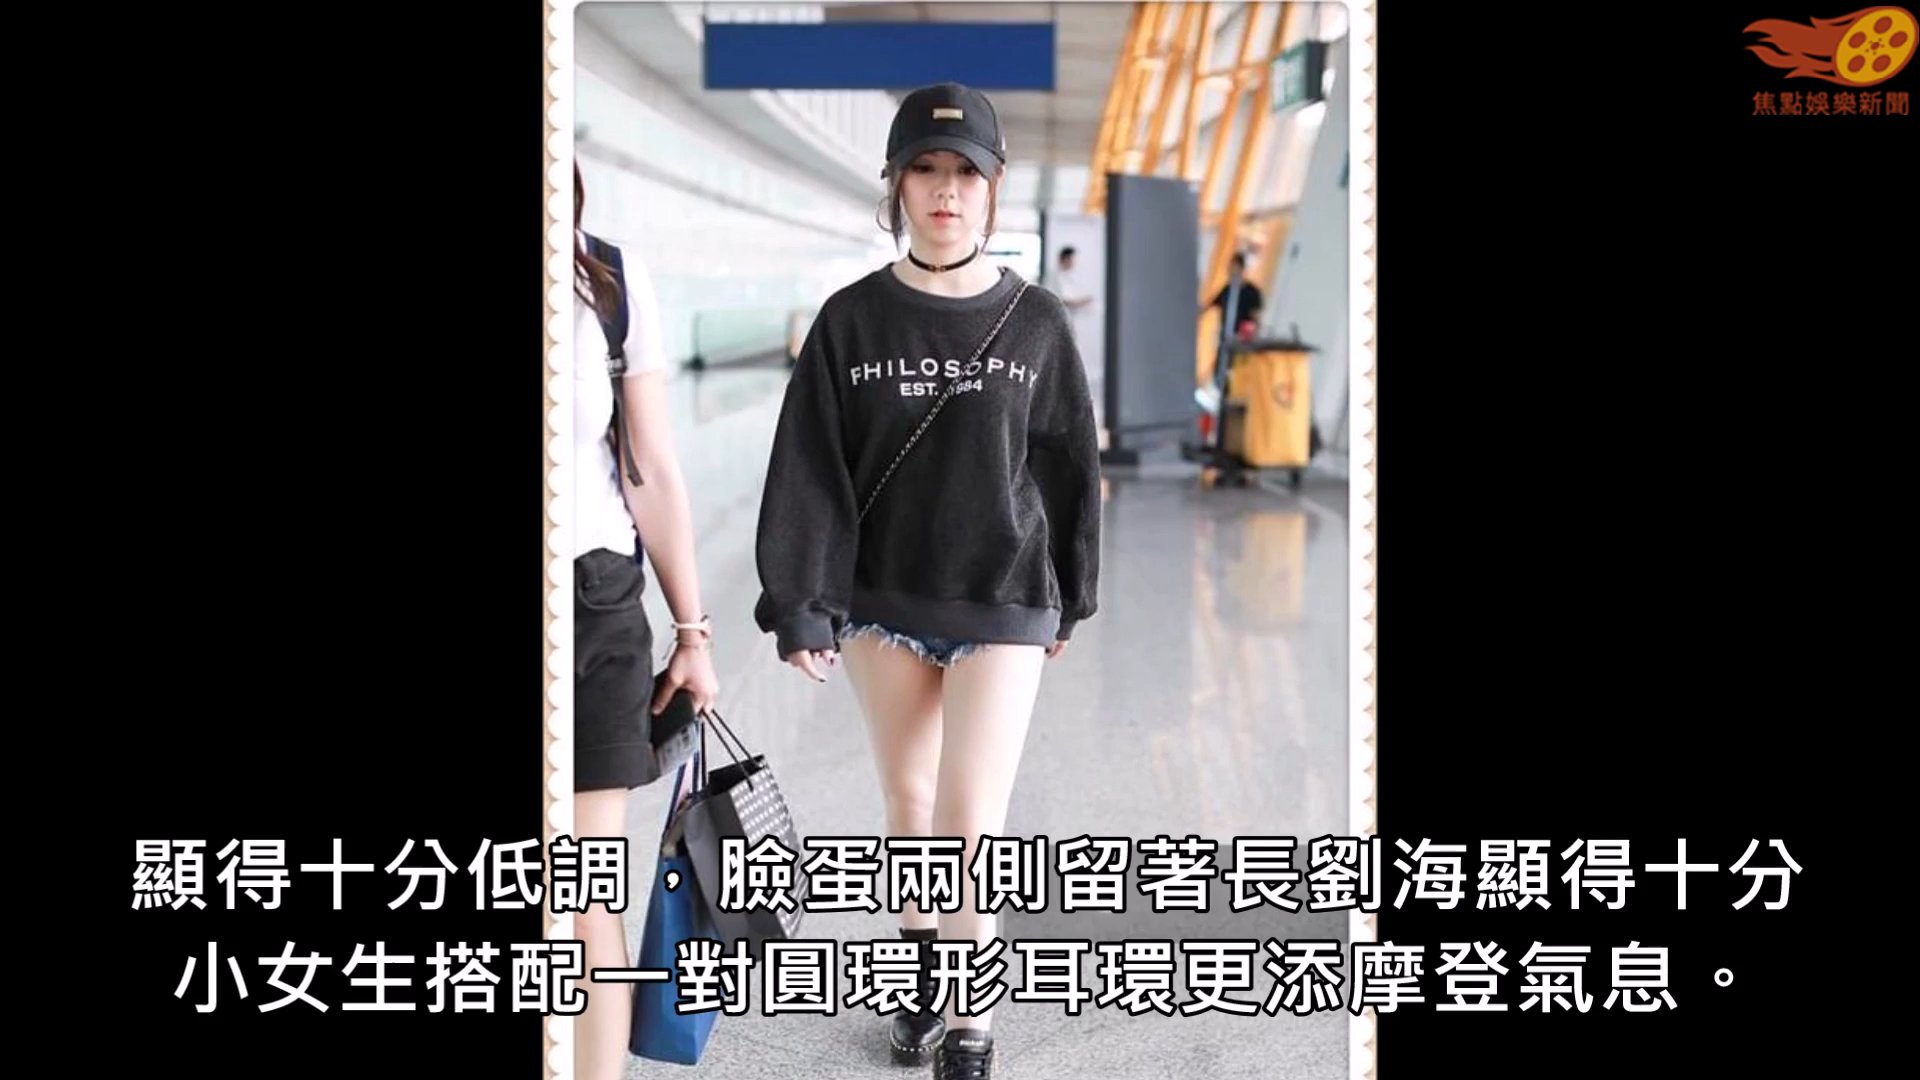 焦點娛樂新聞
PHILOSOPHY
EST. 1984
顯得十分低調，臉蛋兩側留著長劉海顯得十分
小女生搭配一對圓環形耳環更添摩登氣息。